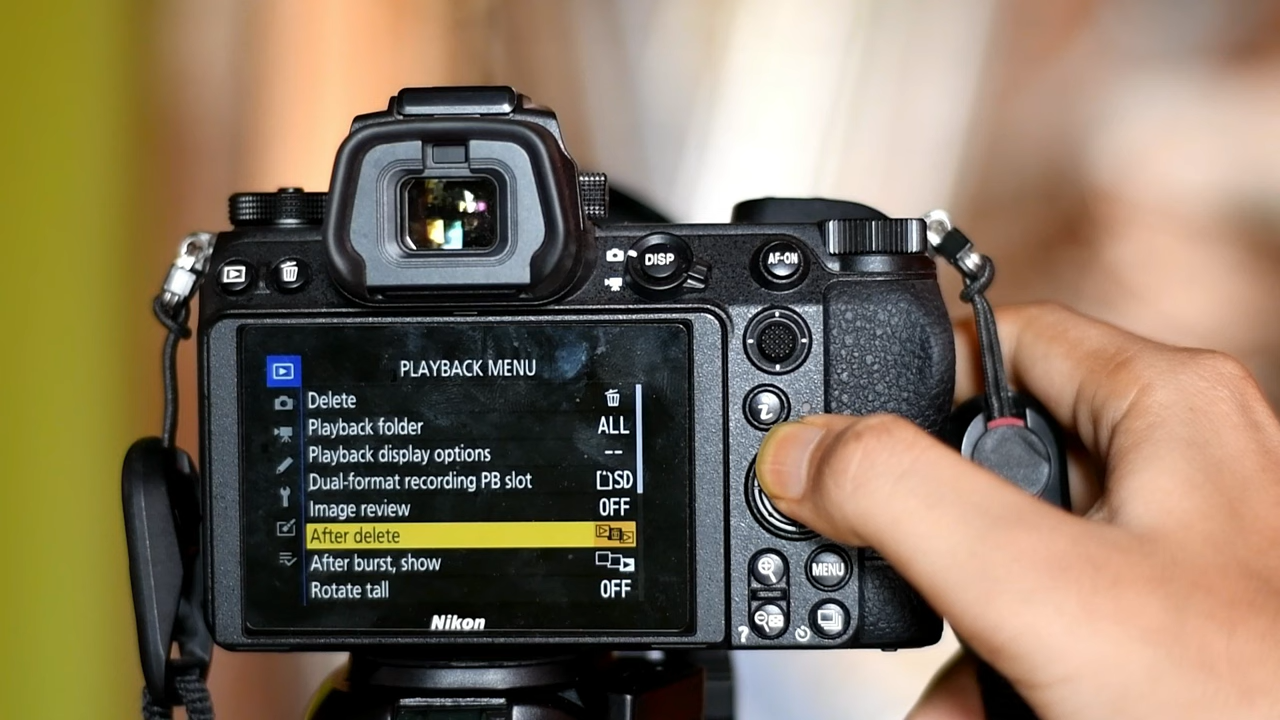 DISP
AF-ON
i
PLAYBACK MENU
Delete
Playback folder ALL
Playback display options --
Dual-format recording PB slot SD
Image review OFF
After delete
After burst, show
Rotate tall OFF
MENU
Nikon
?